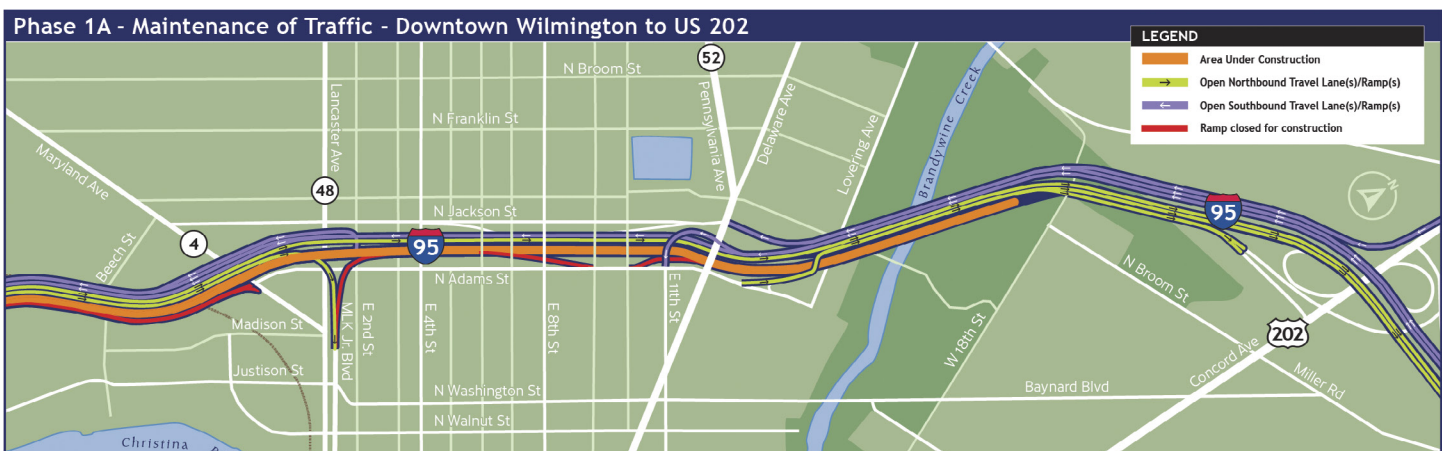 Phase 1A - Maintenance of Traffic - Downtown Wilmington to US 202
LEGEND
Area Under Construction
Open Northbound Travel Lane(s)/Ramp(s)
Open Southbound Travel Lane(s)/Ramp(s)
Ramp closed for construction
N Broom St
52
Lancaster Ave
Pennsylvania Ave
Delaware Ave
Brandywine Creek
N Franklin St
Maryland Ave
Lovering Ave
48
N
N Jackson St
95
4
95
Beech St
N Adams St
E 11th St
N Broom St
Madison St
MLK Jr. Blvd
E 2nd St
E 4th St
E 8th St
W 18th St
202
Concord Ave
Justison St
N Washington St
Baynard Blvd
Miller Rd
N Walnut St
Christina